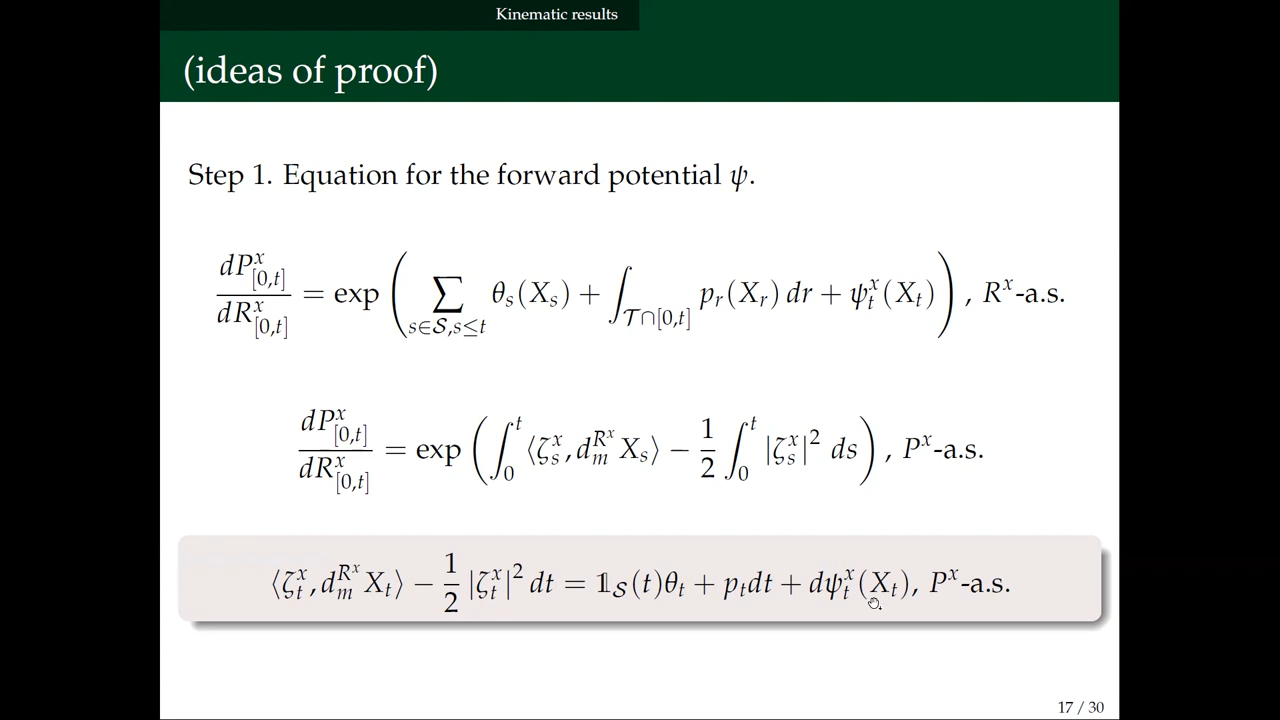 Kinematic results
(ideas of proof)
Step 1. Equation for the forward potential ψ.
dP^x_{[0,t]} / dR^x_{[0,t]} = exp ( ∑_{s∈𝒮,s≤t} θ_s(X_s) + ∫_{𝒯∩[0,t]} p_r(X_r) dr + ψ^x_t(X_t) ) , R^x-a.s.
dP^x_{[0,t]} / dR^x_{[0,t]} = exp ( ∫_0^t ⟨ζ^x_s, d^{R^x}_m X_s⟩ − 1/2 ∫_0^t |ζ^x_s|^2 ds ) , P^x-a.s.
⟨ζ^x_t, d^{R^x}_m X_t⟩ − 1/2 |ζ^x_t|^2 dt = 𝟙_𝒮(t)θ_t + p_t dt + dψ^x_t(X_t), P^x-a.s.
17 / 30